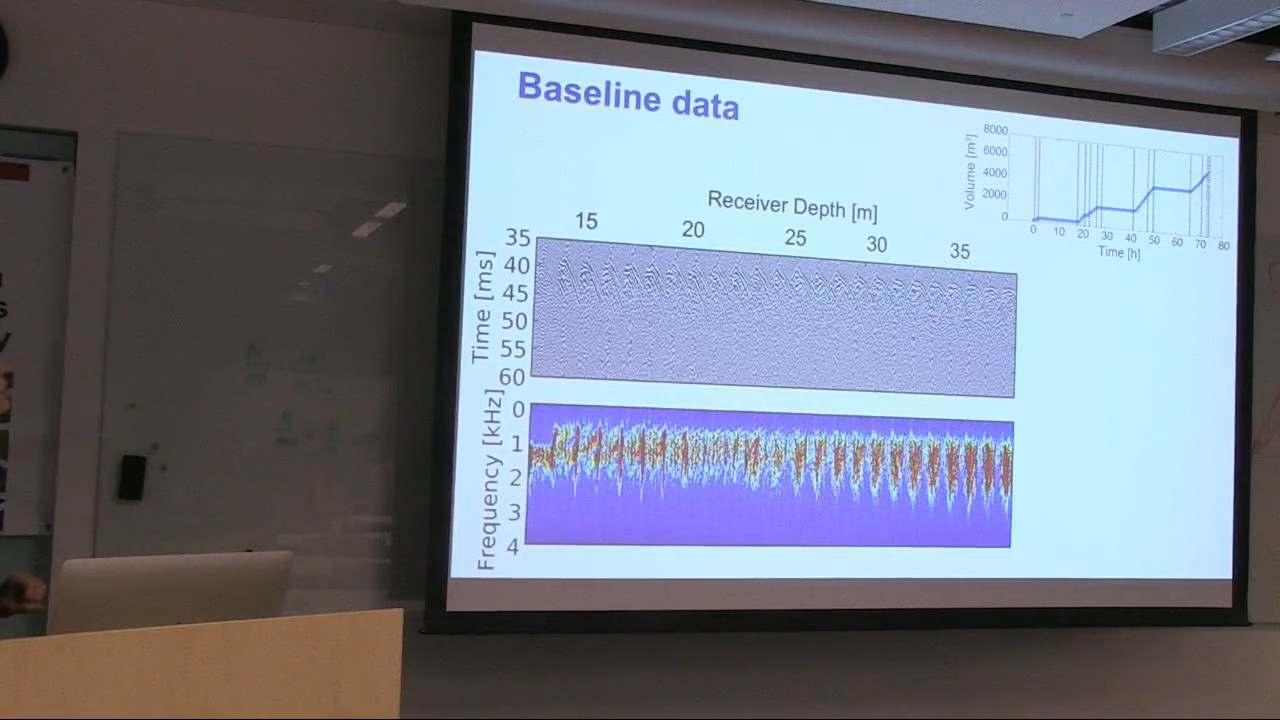 Baseline data
8000
6000
4000
2000
0
Volume [m³]
0 10 20 30 40 50 60 70 80
Time [h]
Receiver Depth [m]
15 20 25 30 35
35
40
45
50
55
60
Time [ms]
0
1
2
3
4
Frequency [kHz]